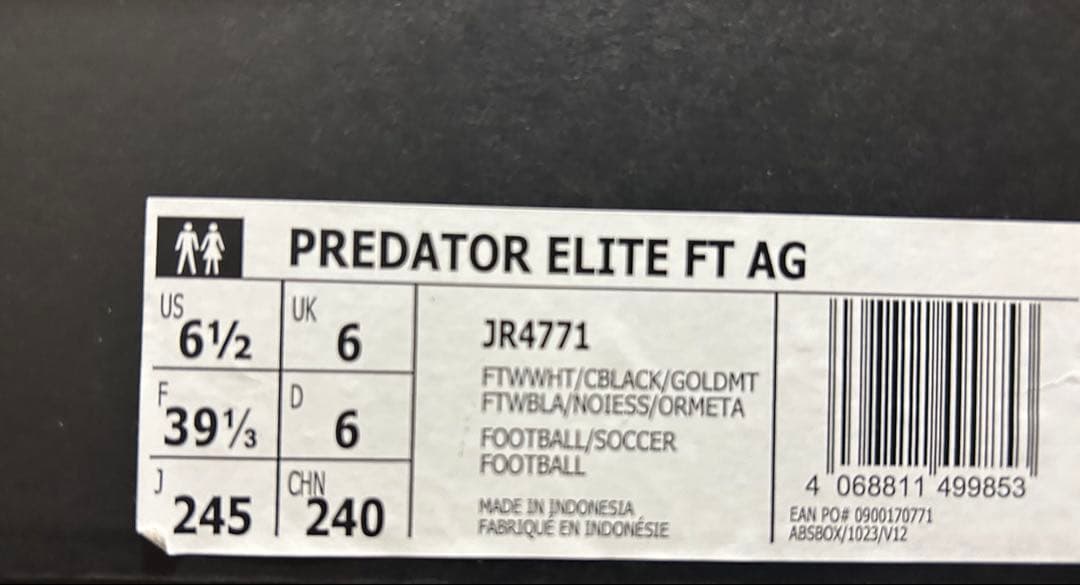 PREDATOR ELITE FT AG
US 6½ UK 6
F 39⅓ D 6
J 245 CHN 240
JR4771
FTWWHT/CBLACK/GOLDMT
FTWBLA/NOIESS/ORMETA
FOOTBALL/SOCCER
FOOTBALL
MADE IN INDONESIA
FABRIQUÉ EN INDONÉSIE
4 068811 499853
EAN PO# 0900170771
ABSBOX/1023/V12